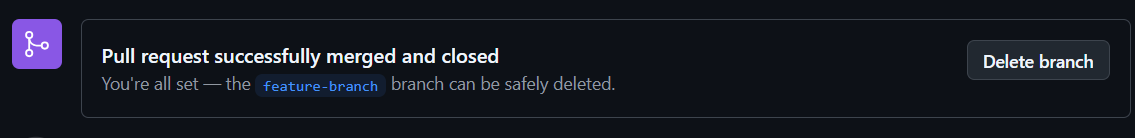 Pull request successfully merged and closed
You're all set — the feature-branch branch can be safely deleted.
Delete branch